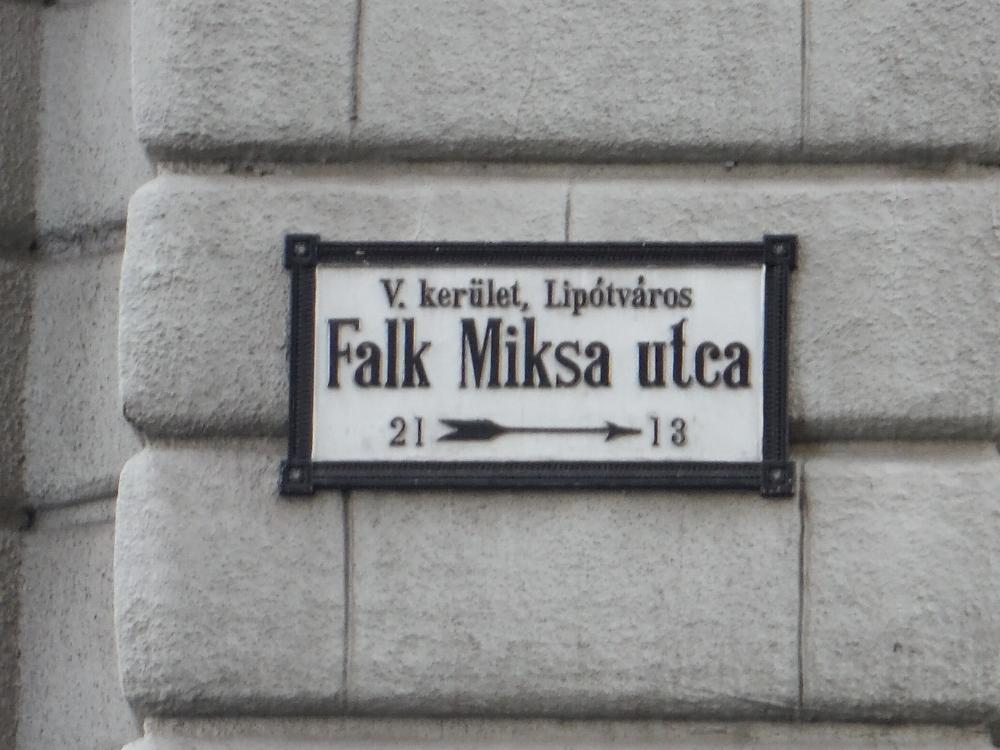 V. kerület, Lipótváros
Falk Miksa utca
21 13